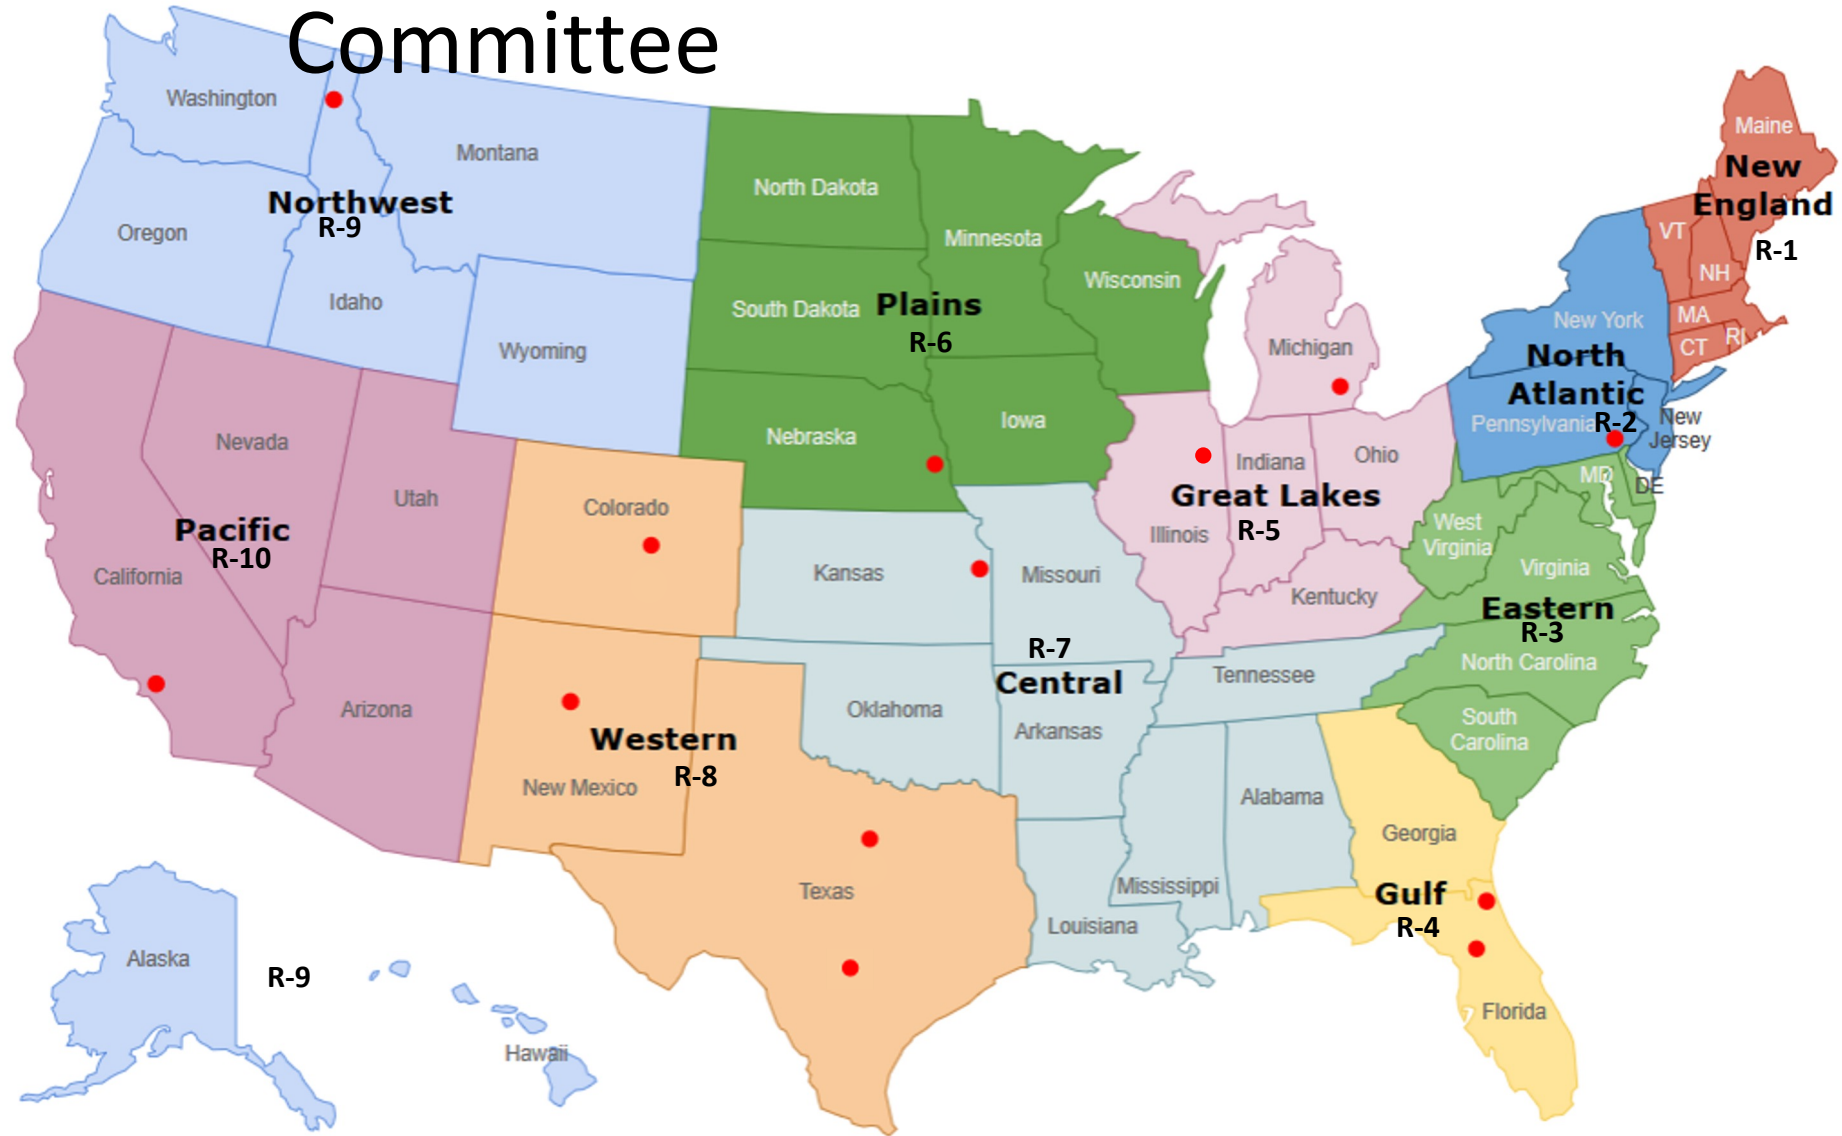 Committee
Washington
Montana
Northwest
R-9
Oregon
Idaho
Wyoming
North Dakota
Minnesota
South Dakota
Plains
R-6
Wisconsin
Nebraska
Iowa
Michigan
Maine
New
England
R-1
VT
NH
MA
RI
CT
New York
North
Atlantic
R-2
Pennsylvania
New
Jersey
Nevada
Utah
Pacific
R-10
California
Arizona
Colorado
Kansas
Missouri
Illinois
Indiana
Ohio
Great Lakes
R-5
Kentucky
MD
DE
West
Virginia
Virginia
Eastern
R-3
North Carolina
South
Carolina
R-7
Central
Tennessee
Oklahoma
Arkansas
Western
R-8
New Mexico
Texas
Mississippi
Alabama
Louisiana
Georgia
Gulf
R-4
Florida
Alaska
R-9
Hawaii